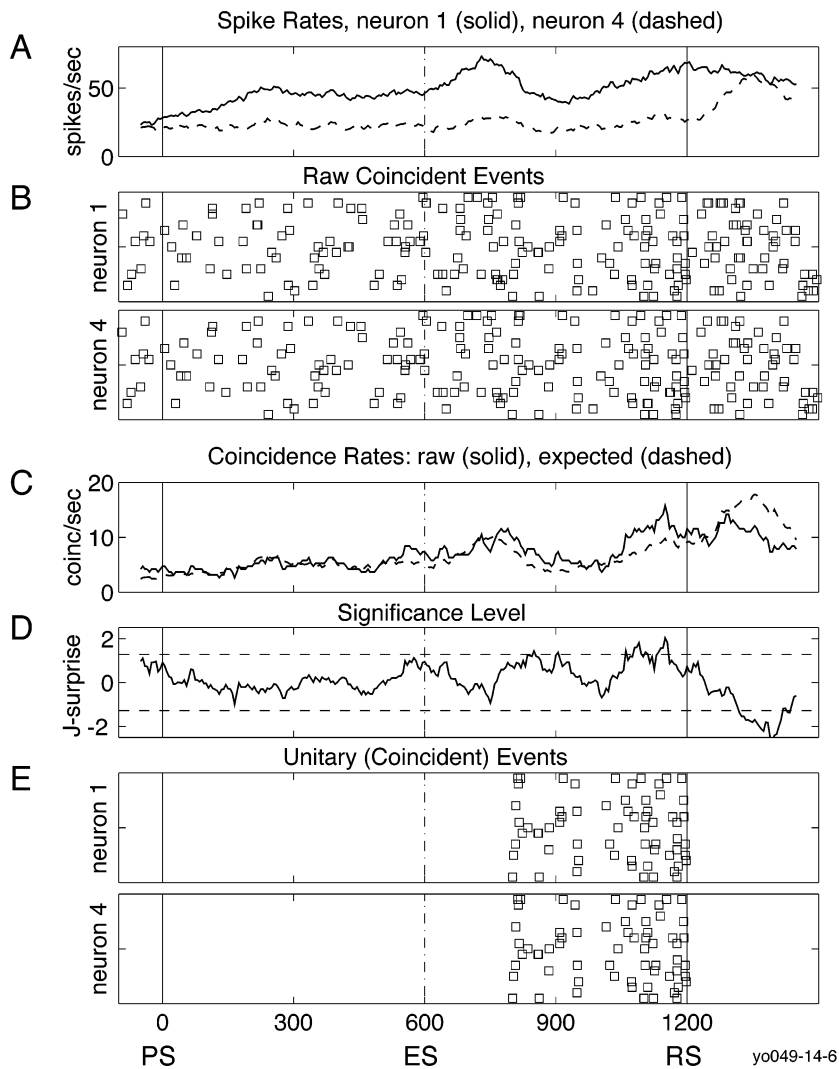 Spike Rates, neuron 1 (solid), neuron 4 (dashed)
A
spikes/sec
50
0
Raw Coincident Events
B
neuron 1
neuron 4
Coincidence Rates: raw (solid), expected (dashed)
C
coinc/sec
20
10
0
Significance Level
D
J-surprise
2
0
-2
Unitary (Coincident) Events
E
neuron 1
neuron 4
0 300 600 900 1200
PS ES RS yo049-14-6